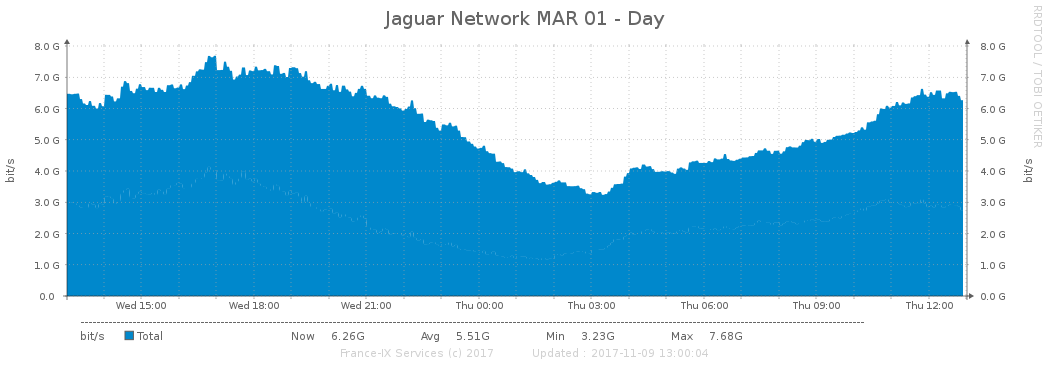 Jaguar Network MAR 01 - Day
RRDTOOL / TOBI OETIKER
bit/s
bit/s
8.0 G 8.0 G
7.0 G 7.0 G
6.0 G 6.0 G
5.0 G 5.0 G
4.0 G 4.0 G
3.0 G 3.0 G
2.0 G 2.0 G
1.0 G 1.0 G
0.0 0.0 G
Wed 15:00 Wed 18:00 Wed 21:00 Thu 00:00 Thu 03:00 Thu 06:00 Thu 09:00 Thu 12:00
bit/s Total Now 6.26G Avg 5.51G Min 3.23G Max 7.68G
France-IX Services (c) 2017 Updated : 2017-11-09 13:00:04